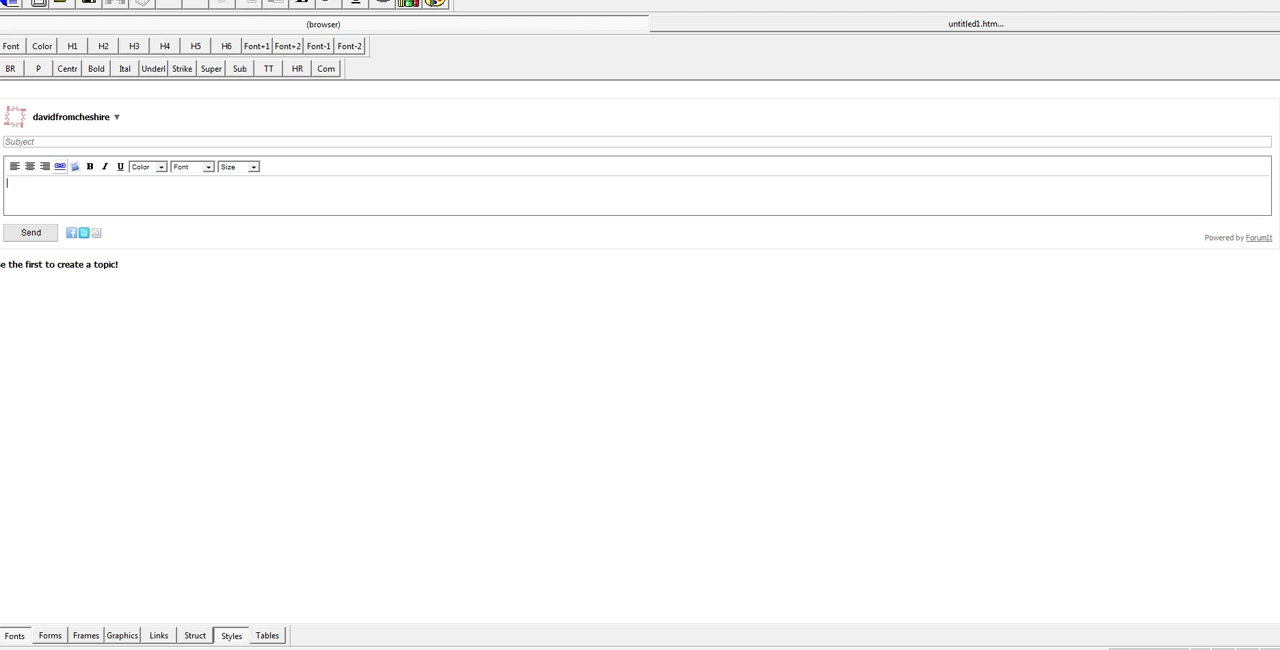 (browser) untitled1.htm...
Font Color H1 H2 H3 H4 H5 H6 Font+1 Font+2 Font-1 Font-2
BR P Centr Bold Ital Underl Strike Super Sub TT HR Com
davidfromcheshire
Subject
B I U Color Font Size
Send
Powered by ForumIt
e the first to create a topic!
Fonts Forms Frames Graphics Links Struct Styles Tables